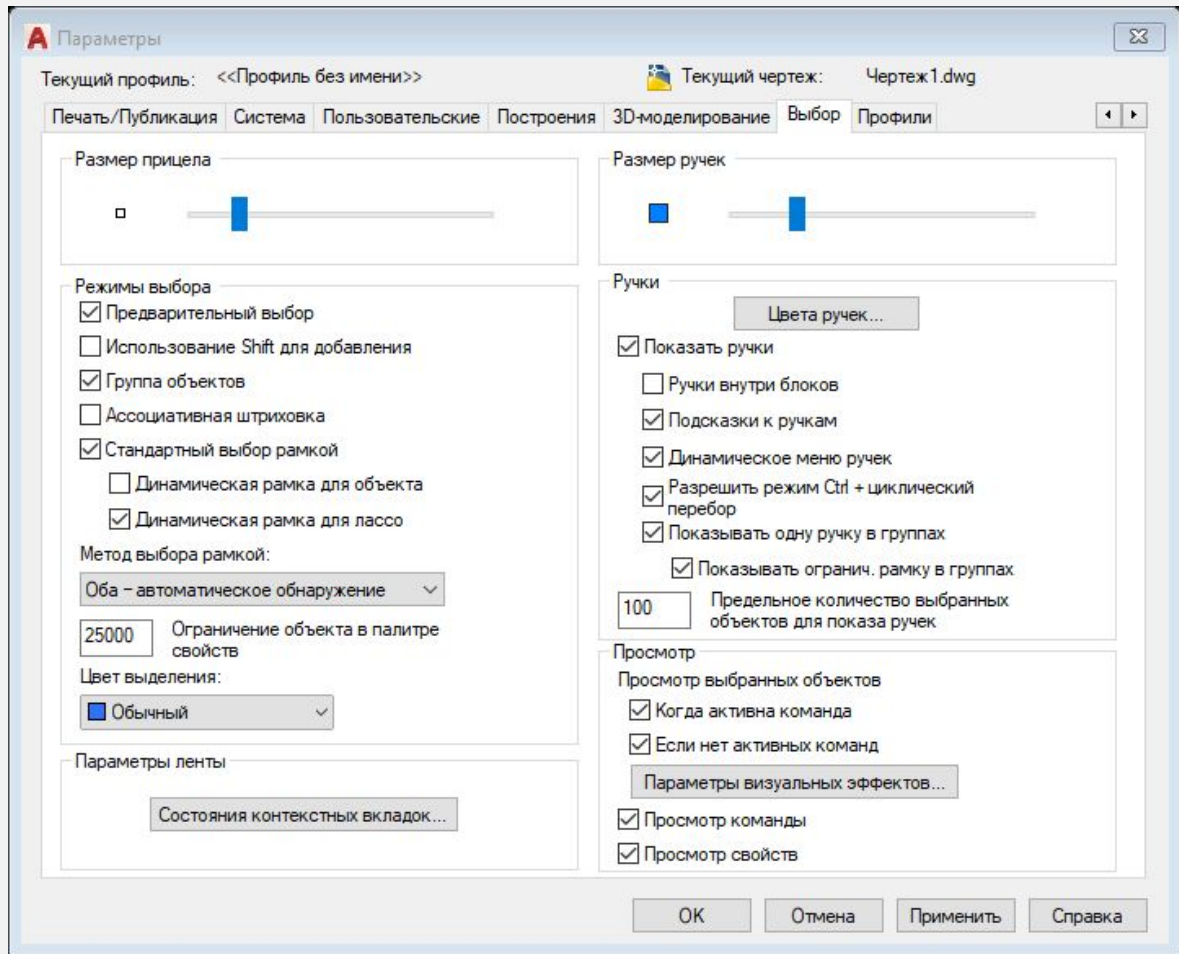 Параметры
Текущий профиль: <<Профиль без имени>> Текущий чертеж: Чертеж1.dwg
Печать/Публикация Система Пользовательские Построения 3D-моделирование Выбор Профили
Размер прицела
Режимы выбора
Предварительный выбор
Использование Shift для добавления
Группа объектов
Ассоциативная штриховка
Стандартный выбор рамкой
Динамическая рамка для объекта
Динамическая рамка для лассо
Метод выбора рамкой:
Оба – автоматическое обнаружение
25000 Ограничение объекта в палитре
свойств
Цвет выделения:
Обычный
Параметры ленты
Состояния контекстных вкладок...
Размер ручек
Ручки
Цвета ручек...
Показать ручки
Ручки внутри блоков
Подсказки к ручкам
Динамическое меню ручек
Разрешить режим Ctrl + циклический
перебор
Показывать одну ручку в группах
Показывать огранич. рамку в группах
100 Предельное количество выбранных
объектов для показа ручек
Просмотр
Просмотр выбранных объектов
Когда активна команда
Если нет активных команд
Параметры визуальных эффектов...
Просмотр команды
Просмотр свойств
OK Отмена Применить Справка